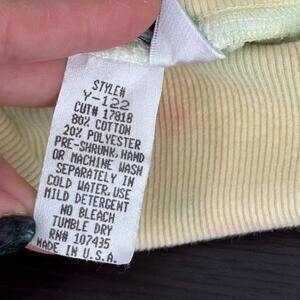 STYLE#
Y-122
CUT# 17818
80% COTTON
20% POLYESTER
PRE-SHRUNK, HAND
OR MACHINE WASH
SEPARATELY IN
COLD WATER. USE
MILD DETERGENT
NO BLEACH
TUMBLE DRY
RN# 107435
MADE IN U.S.A.